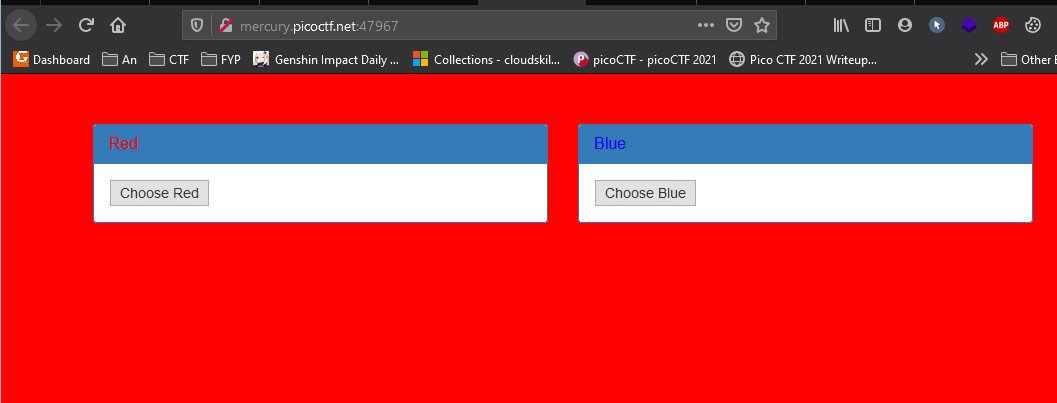 mercury.picoctf.net:47967
Dashboard An CTF FYP Genshin Impact Daily ... Collections - cloudskil... picoCTF - picoCTF 2021 Pico CTF 2021 Writeup... Other
ABP
Red Blue
Choose Red Choose Blue